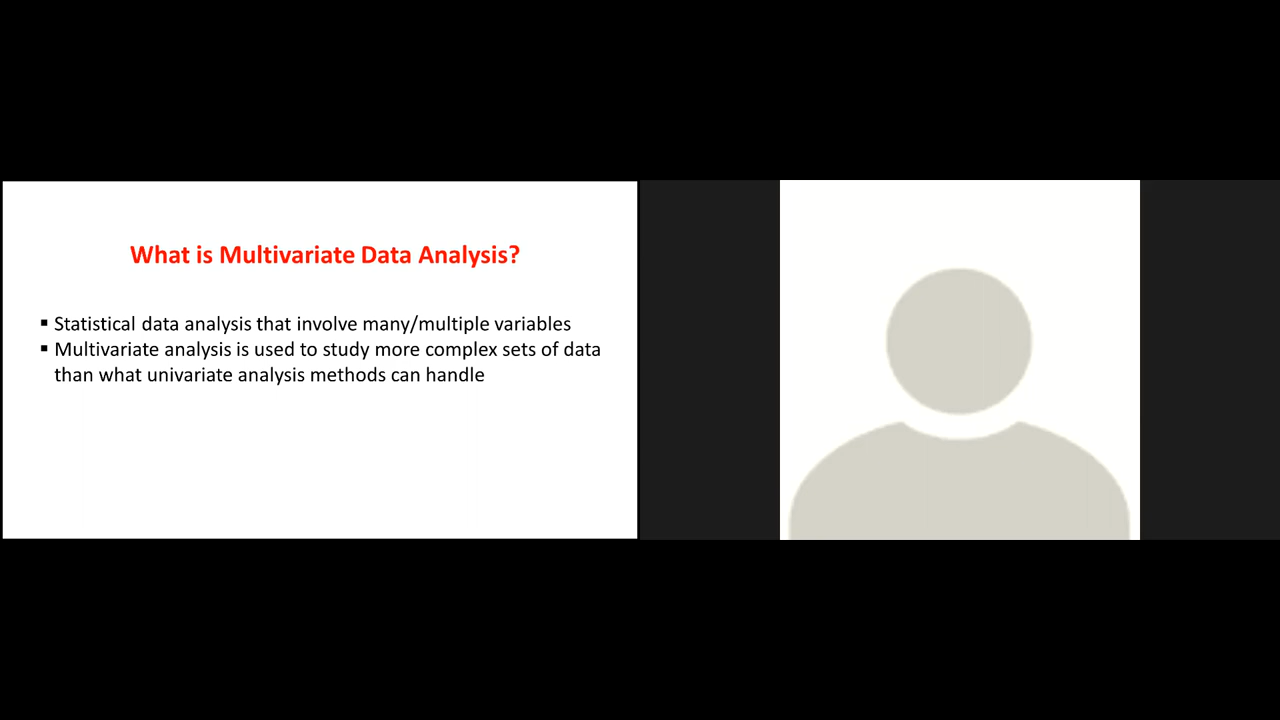 What is Multivariate Data Analysis?
▪ Statistical data analysis that involve many/multiple variables
▪ Multivariate analysis is used to study more complex sets of data
than what univariate analysis methods can handle